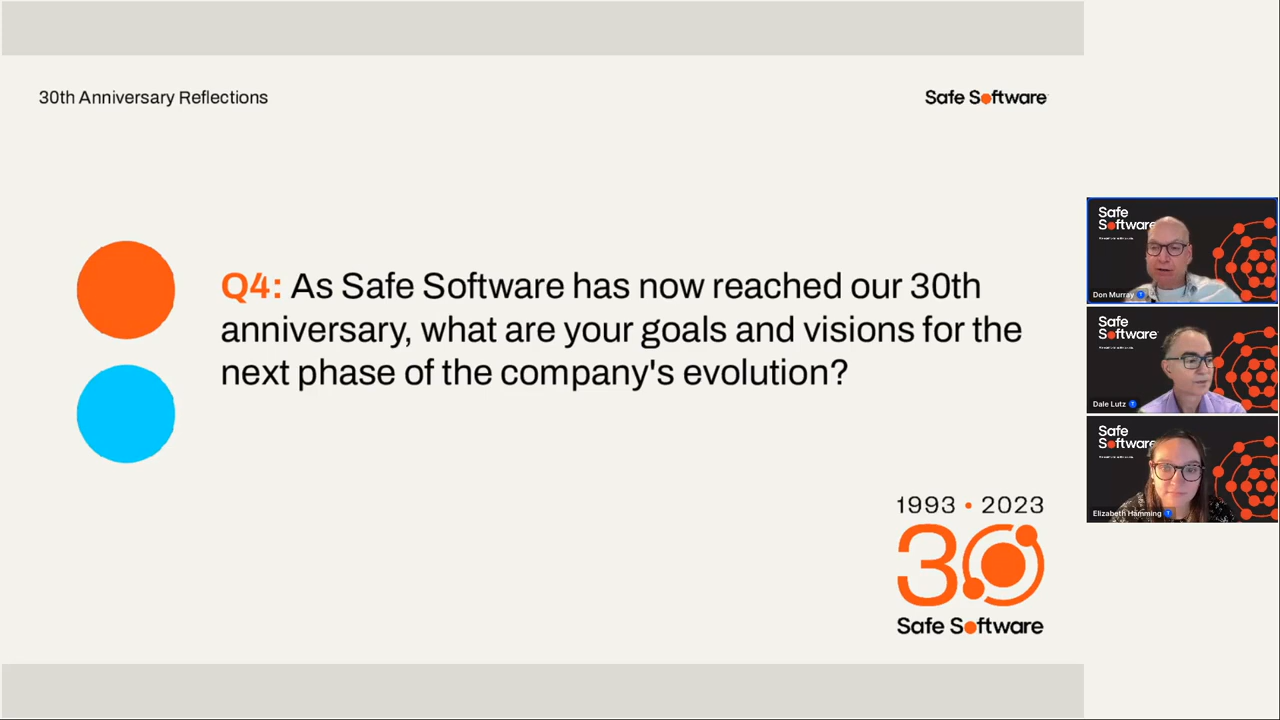 30th Anniversary Reflections
Safe Software
Q4: As Safe Software has now reached our 30th
anniversary, what are your goals and visions for the
next phase of the company's evolution?
1993 • 2023
30
Safe Software
Safe
Software
Don Murray
Safe
Software
Dale Lutz
Safe
Software
Elizabeth Hamming